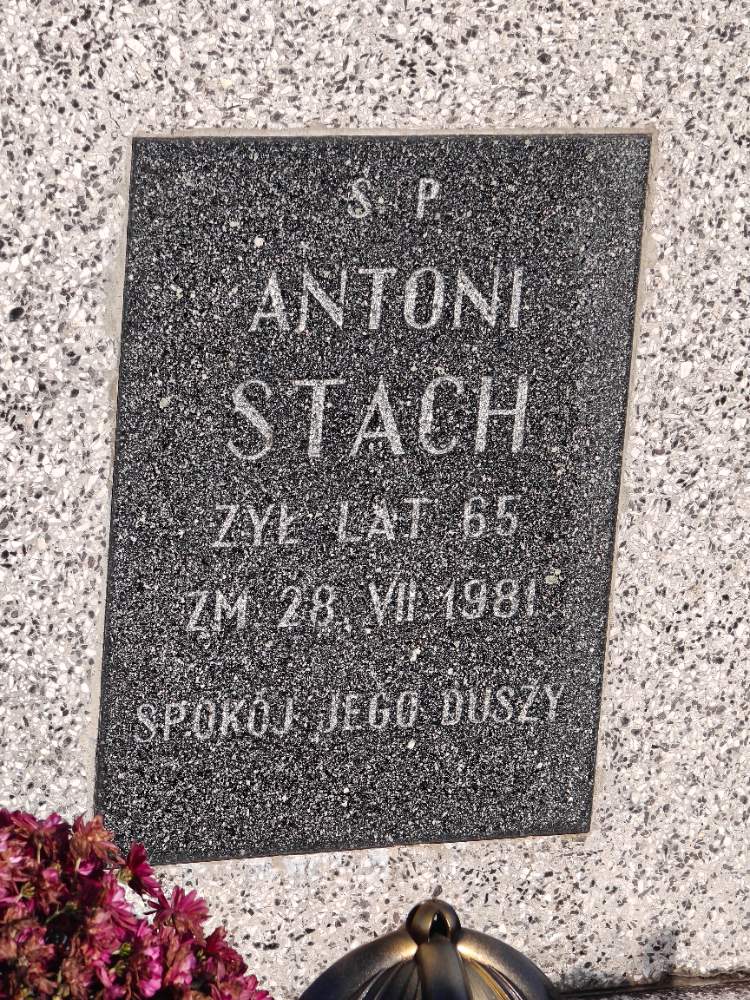 Ś P
ANTONI
STACH
ŻYŁ LAT 65
ZM 28. VII 1981.
SPOKÓJ JEGO DUSZY